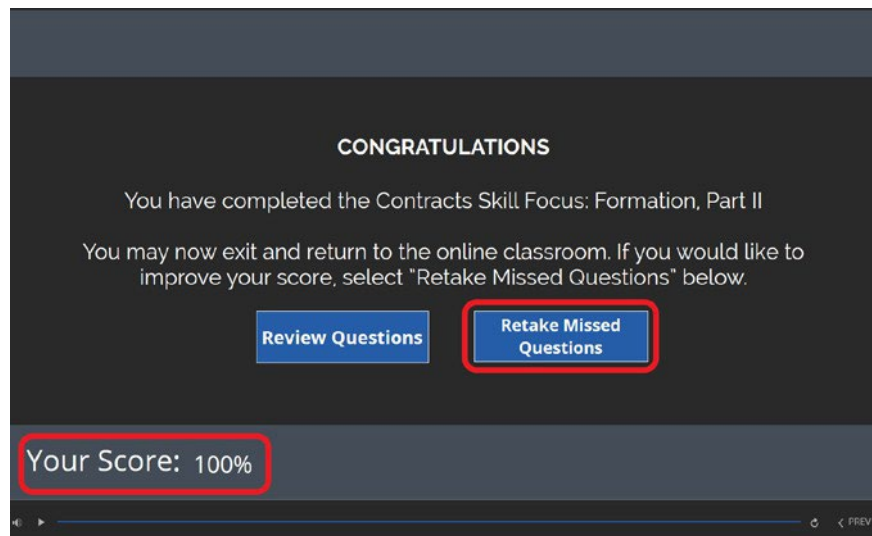 CONGRATULATIONS
You have completed the Contracts Skill Focus: Formation, Part II
You may now exit and return to the online classroom. If you would like to
improve your score, select "Retake Missed Questions" below.
Review Questions
Retake Missed
Questions
Your Score: 100%
PREV